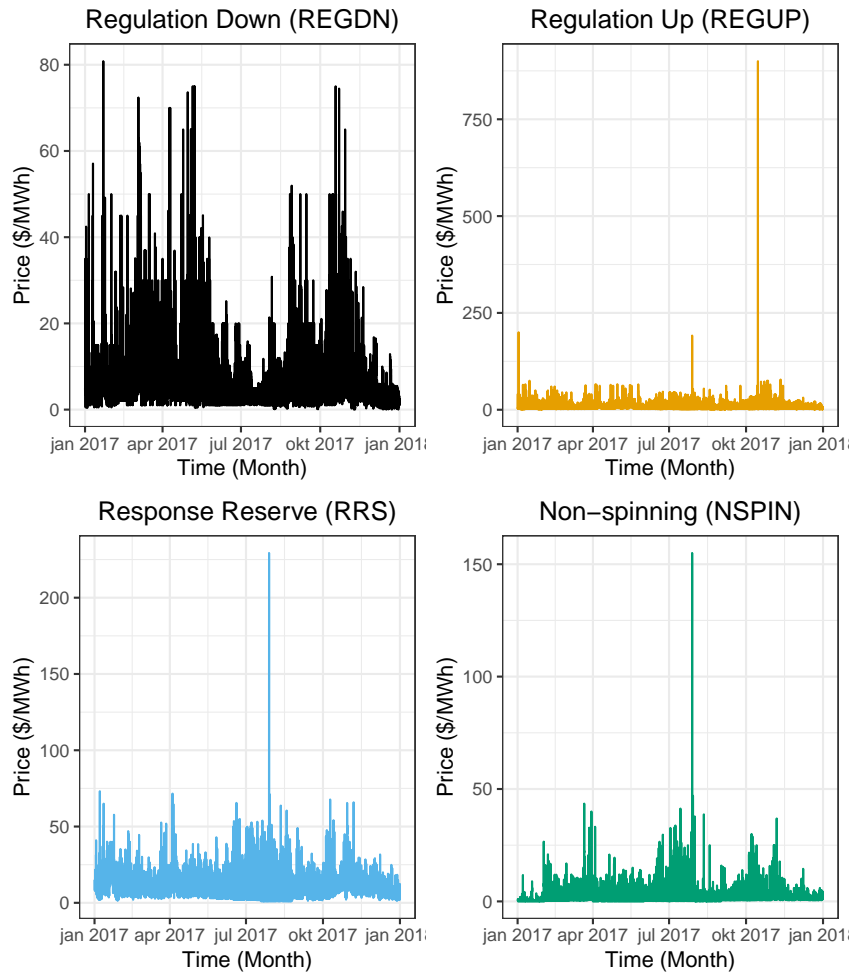 Regulation Down (REGDN)
80
60
40
20
0
Price ($/MWh)
jan 2017 apr 2017 jul 2017 okt 2017 jan 2018
Time (Month)
Regulation Up (REGUP)
750
500
250
0
Price ($/MWh)
jan 2017 apr 2017 jul 2017 okt 2017 jan 2018
Time (Month)
Response Reserve (RRS)
200
150
100
50
0
Price ($/MWh)
jan 2017 apr 2017 jul 2017 okt 2017 jan 2018
Time (Month)
Non−spinning (NSPIN)
150
100
50
0
Price ($/MWh)
jan 2017 apr 2017 jul 2017 okt 2017 jan 2018
Time (Month)